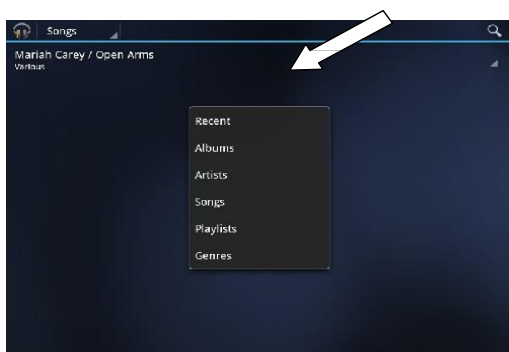 Songs
Mariah Carey / Open Arms
Various
Recent
Albums
Artists
Songs
Playlists
Genres